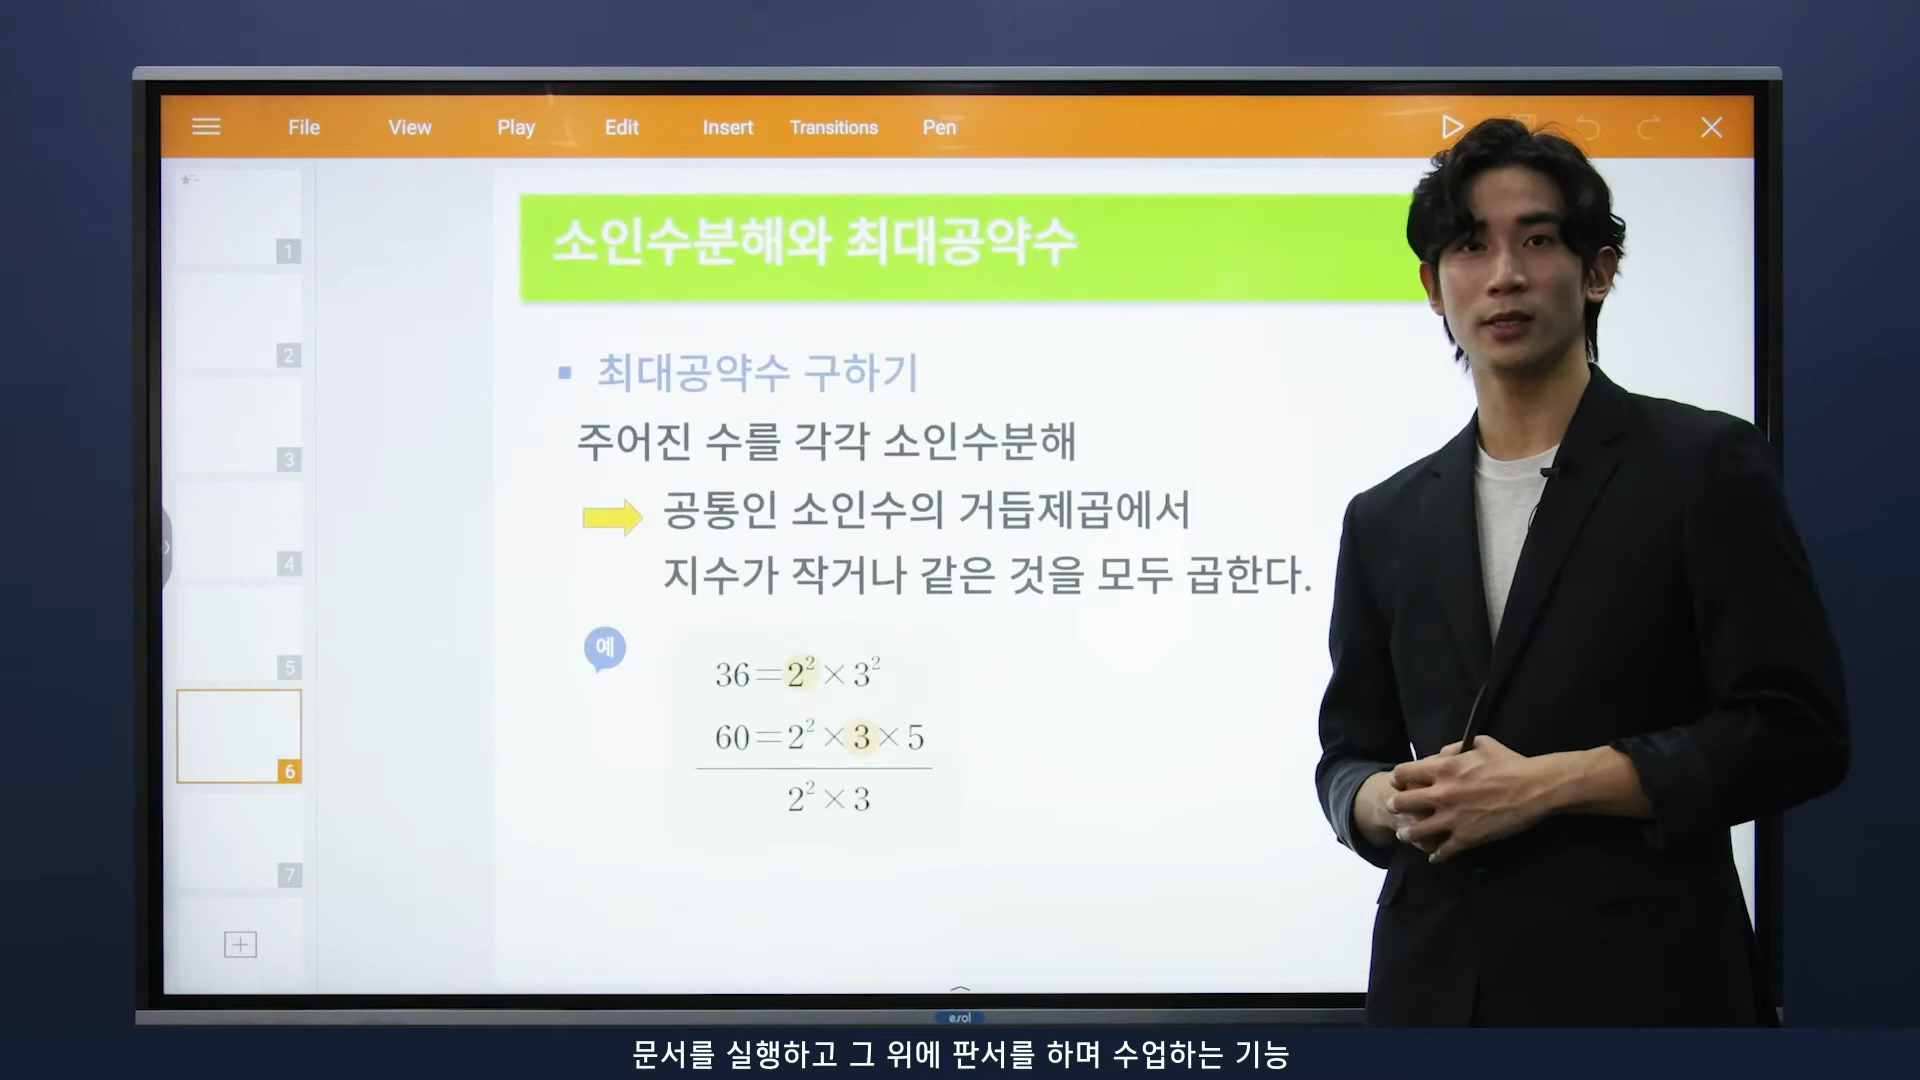 File View Play Edit Insert Transitions Pen
1
2
3
4
5
6
7
소인수분해와 최대공약수
▪ 최대공약수 구하기
주어진 수를 각각 소인수분해
공통인 소인수의 거듭제곱에서
지수가 작거나 같은 것을 모두 곱한다.
예
36=2²×3²
60=2²×3×5
2²×3
esol
문서를 실행하고 그 위에 판서를 하며 수업하는 기능